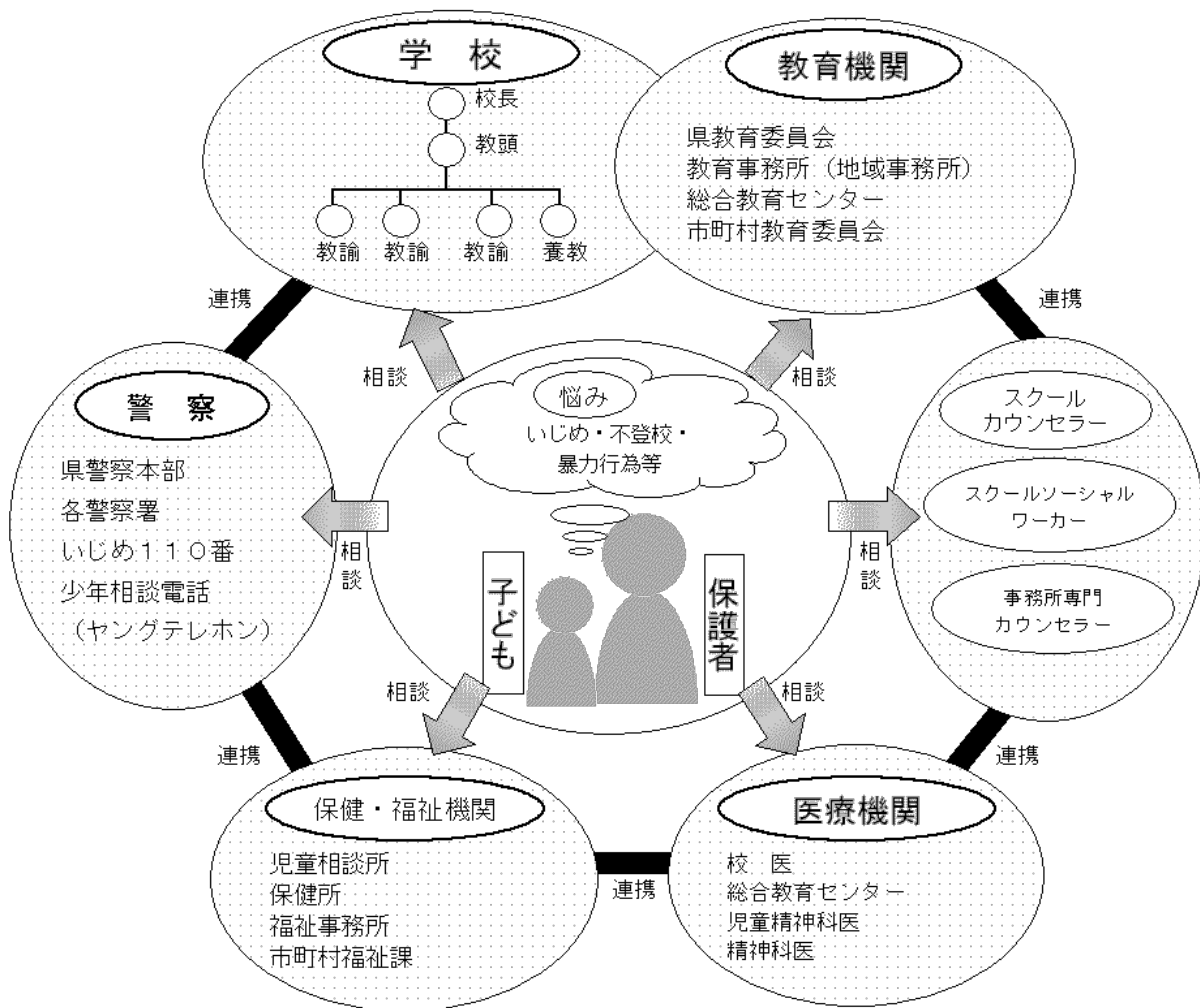 学　校
校長
教頭
教諭
教諭
教諭
養教
教育機関
県教育委員会
教育事務所（地域事務所）
総合教育センター
市町村教育委員会
連携
連携
相談
相談
警　察
県警察本部
各警察署
いじめ１１０番
少年相談電話
（ヤングテレホン）
悩み
いじめ・不登校・
暴力行為等
スクール
カウンセラー
スクールソーシャル
ワーカー
事務所専門
カウンセラー
相談
相談
子ども
保護者
相談
相談
連携
連携
保健・福祉機関
児童相談所
保健所
福祉事務所
市町村福祉課
連携
医療機関
校　医
総合教育センター
児童精神科医
精神科医